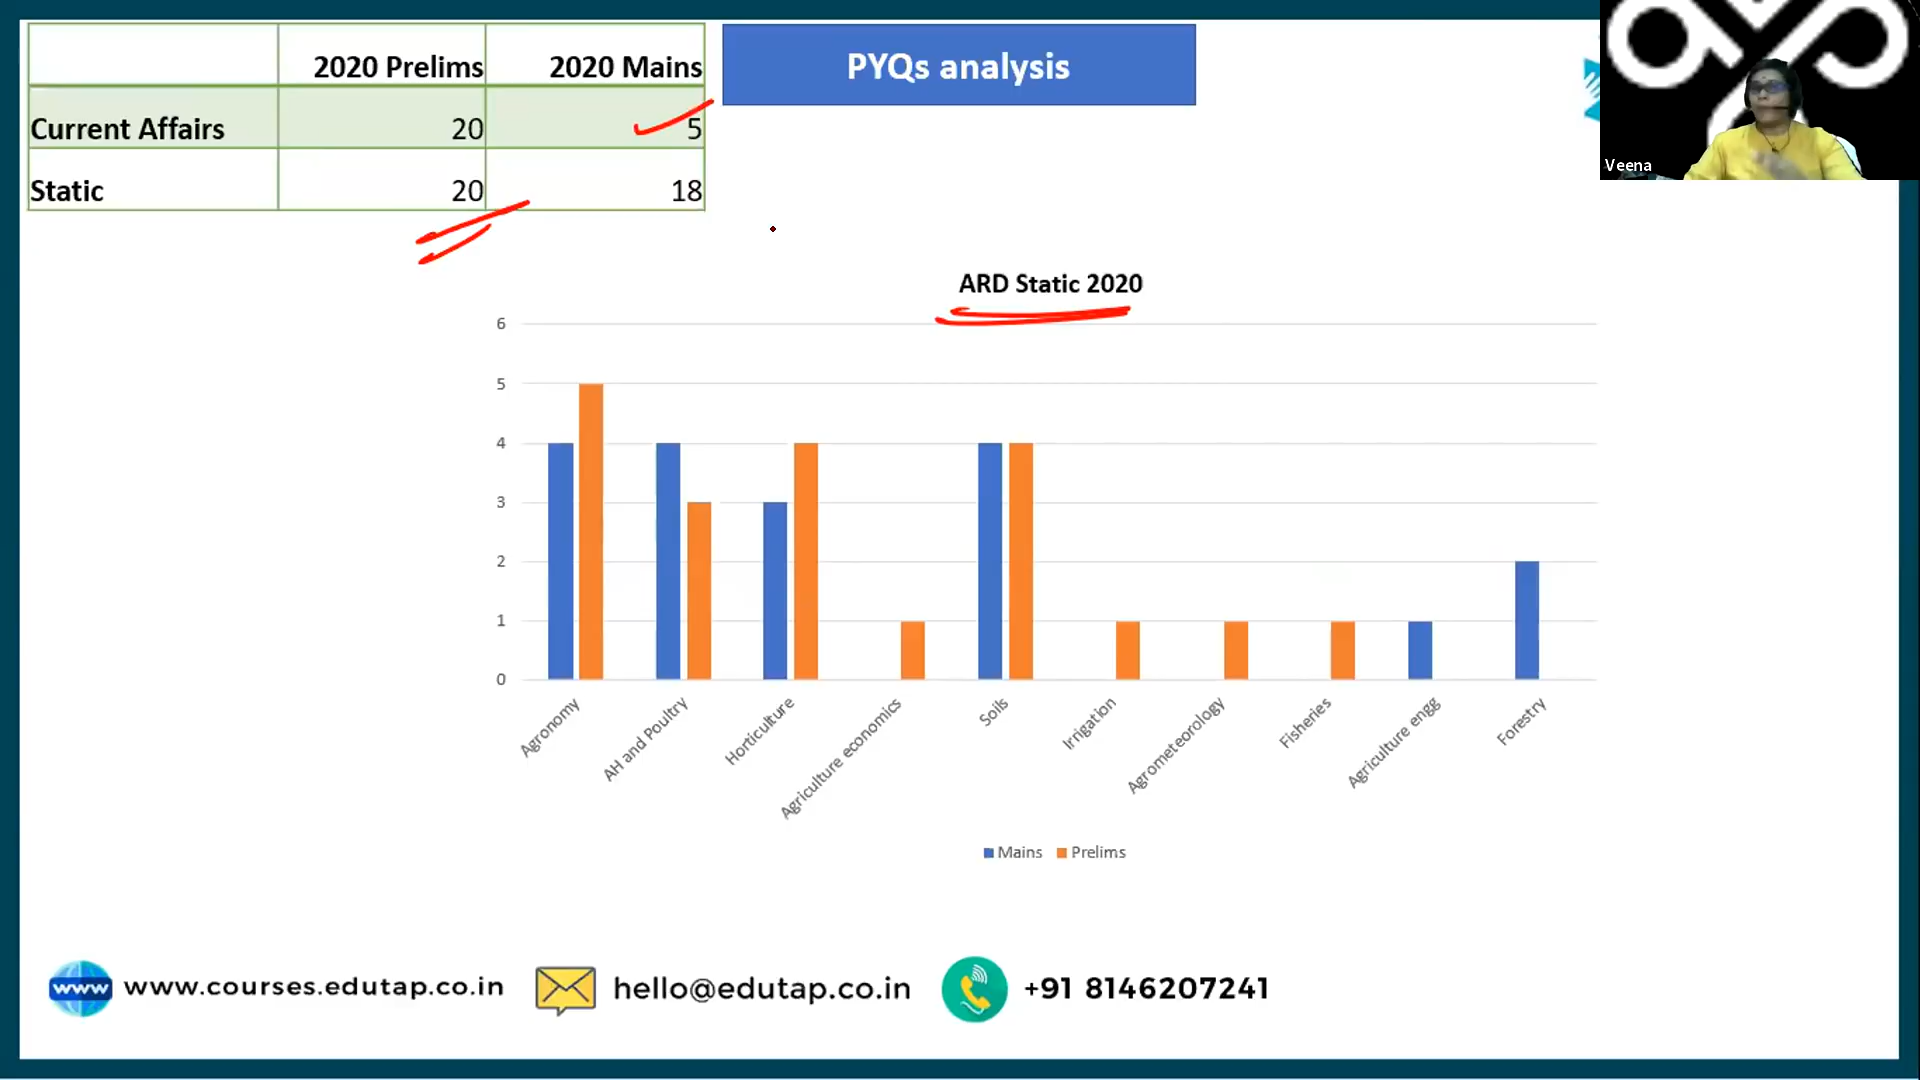 2020 Prelims 2020 Mains
Current Affairs 20 5
Static 20 18
PYQs analysis
Veena
ARD Static 2020
6
5
4
3
2
1
0
Agronomy
AH and Poultry
Horticulture
Agriculture economics
Soils
Irrigation
Agrometeorology
Fisheries
Agriculture engg
Forestry
Mains Prelims
www www.courses.edutap.co.in hello@edutap.co.in +91 8146207241